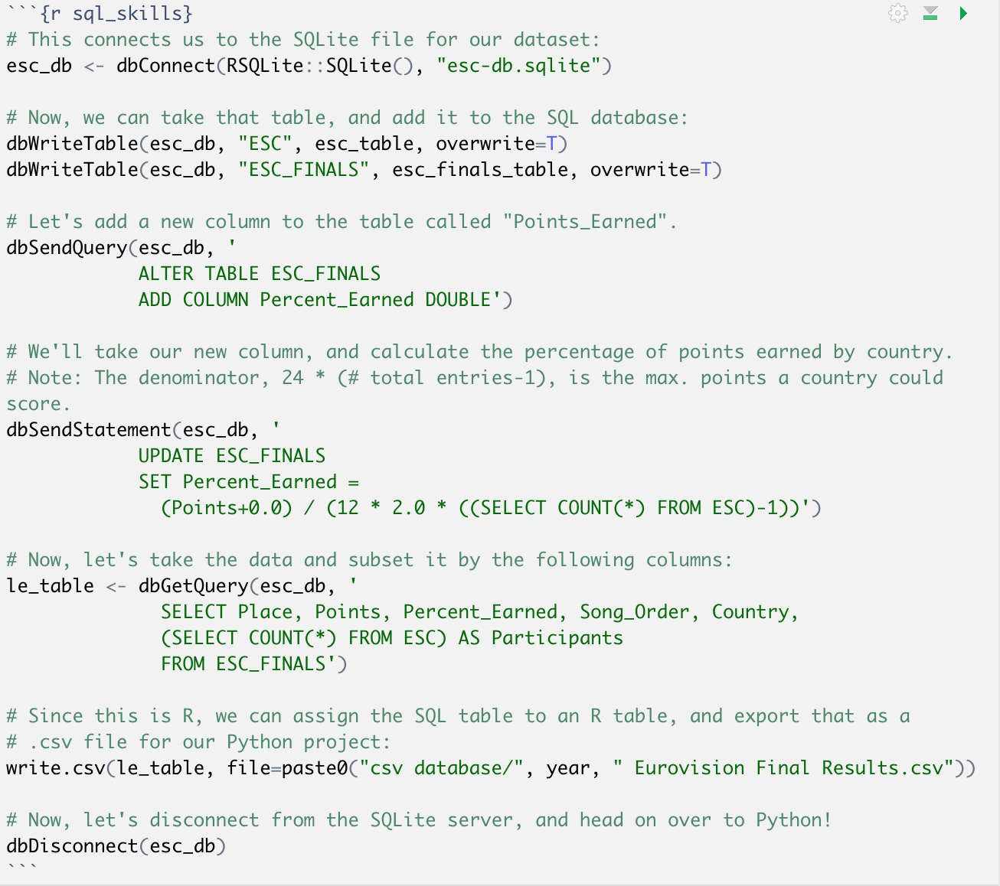 ```{r sql_skills}
# This connects us to the SQLite file for our dataset:
esc_db <- dbConnect(RSQLite::SQLite(), "esc-db.sqlite")

# Now, we can take that table, and add it to the SQL database:
dbWriteTable(esc_db, "ESC", esc_table, overwrite=T)
dbWriteTable(esc_db, "ESC_FINALS", esc_finals_table, overwrite=T)

# Let's add a new column to the table called "Points_Earned".
dbSendQuery(esc_db, '
            ALTER TABLE ESC_FINALS
            ADD COLUMN Percent_Earned DOUBLE')

# We'll take our new column, and calculate the percentage of points earned by country.
# Note: The denominator, 24 * (# total entries-1), is the max. points a country could
score.
dbSendStatement(esc_db, '
            UPDATE ESC_FINALS
            SET Percent_Earned =
              (Points+0.0) / (12 * 2.0 * ((SELECT COUNT(*) FROM ESC)-1))')

# Now, let's take the data and subset it by the following columns:
le_table <- dbGetQuery(esc_db, '
              SELECT Place, Points, Percent_Earned, Song_Order, Country,
              (SELECT COUNT(*) FROM ESC) AS Participants
              FROM ESC_FINALS')

# Since this is R, we can assign the SQL table to an R table, and export that as a
# .csv file for our Python project:
write.csv(le_table, file=paste0("csv database/", year, " Eurovision Final Results.csv"))

# Now, let's disconnect from the SQLite server, and head on over to Python!
dbDisconnect(esc_db)
```